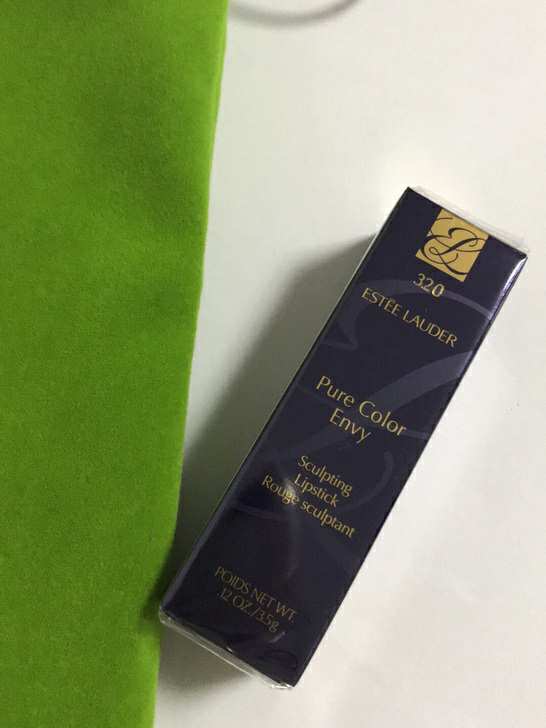 320
ESTĒE LAUDER
Pure Color
Envy
Sculpting
Lipstick
Rouge sculptant
POIDS NET WT.
.12 OZ./3.5g